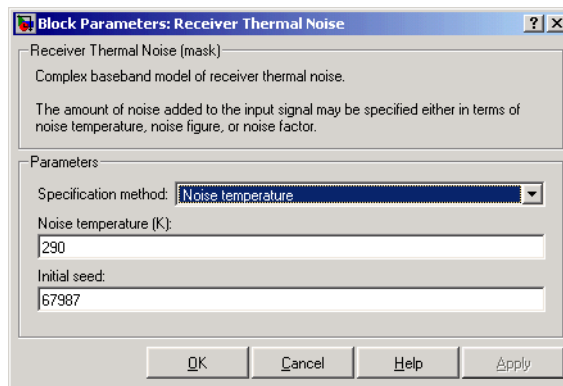 Block Parameters: Receiver Thermal Noise
Receiver Thermal Noise (mask)
Complex baseband model of receiver thermal noise.
The amount of noise added to the input signal may be specified either in terms of
noise temperature, noise figure, or noise factor.
Parameters
Specification method: Noise temperature
Noise temperature (K):
290
Initial seed:
67987
OK Cancel Help Apply